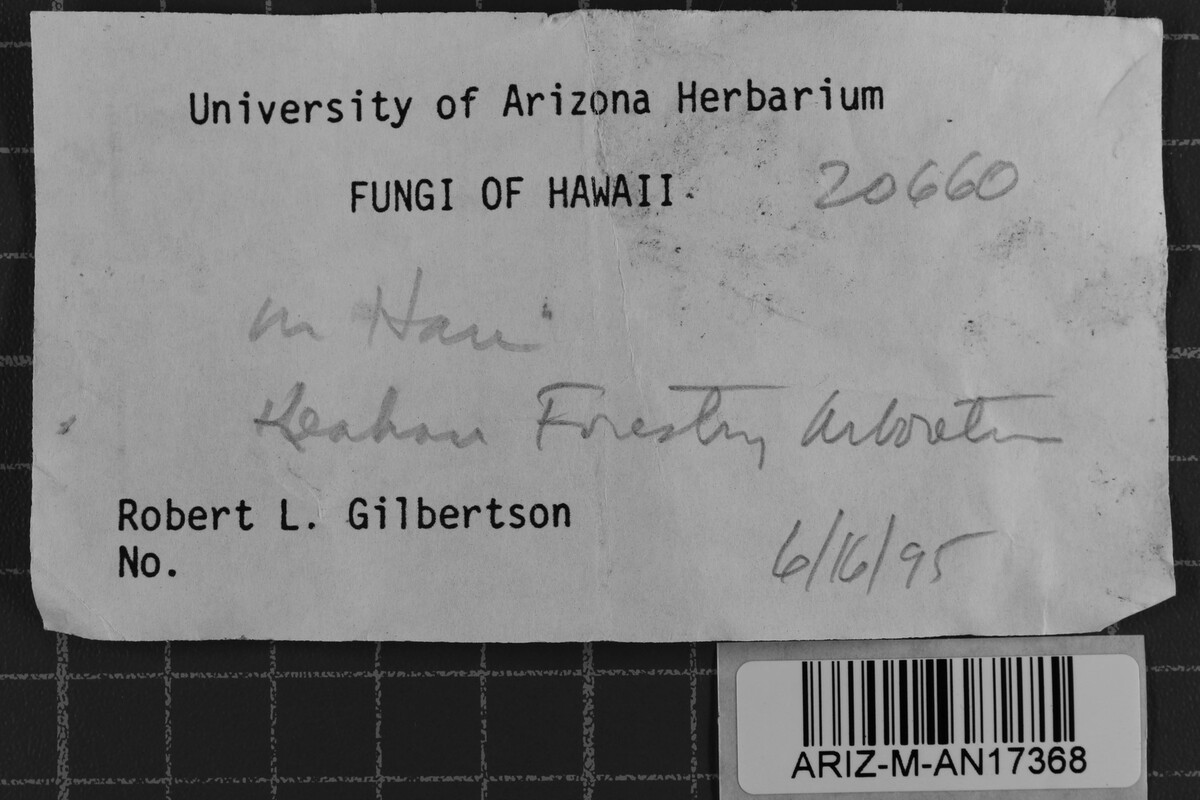 University of Arizona Herbarium
FUNGI OF HAWAII.
20660
on Hau
Keahou Forestry Arboretum
Robert L. Gilbertson
No.
6/16/95
ARIZ-M-AN17368